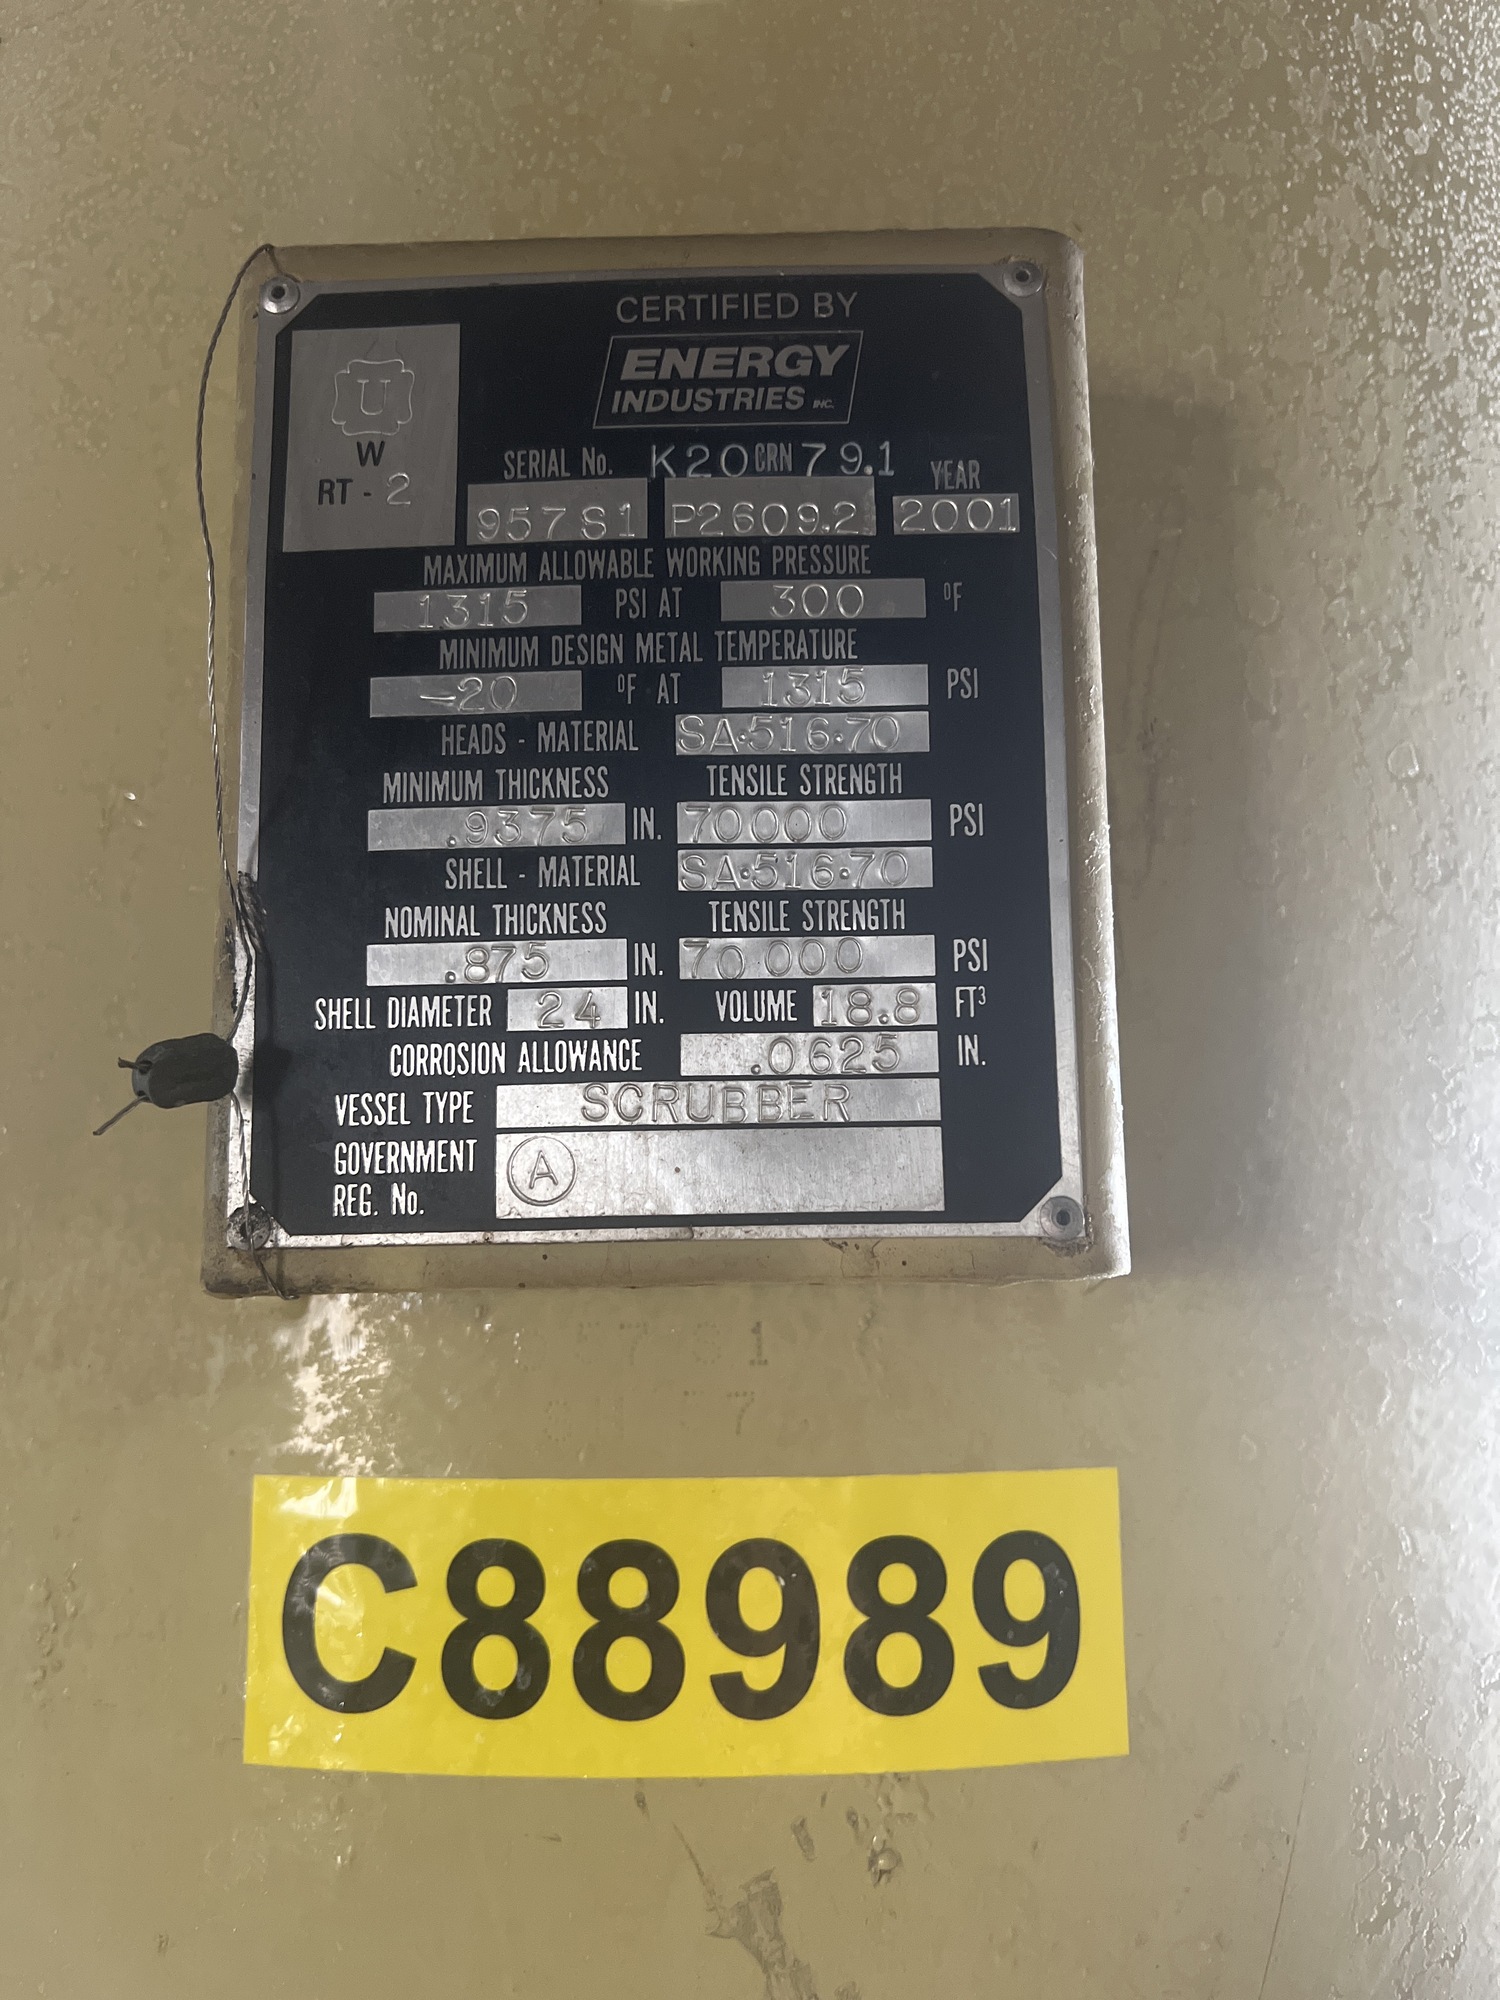 CERTIFIED BY
ENERGY
INDUSTRIES INC.
U
W
RT - 2
SERIAL No. K20 CRN 79.1 YEAR
957S1 P2609.2 2001
MAXIMUM ALLOWABLE WORKING PRESSURE
1315 PSI AT 300 °F
MINIMUM DESIGN METAL TEMPERATURE
-20 °F AT 1315 PSI
HEADS - MATERIAL SA·516·70
MINIMUM THICKNESS TENSILE STRENGTH
.9375 IN. 70000 PSI
SHELL - MATERIAL SA·516·70
NOMINAL THICKNESS TENSILE STRENGTH
.875 IN. 70000 PSI
SHELL DIAMETER 24 IN. VOLUME 18.8 FT³
CORROSION ALLOWANCE .0625 IN.
VESSEL TYPE SCRUBBER
GOVERNMENT A
REG. No.
C88989